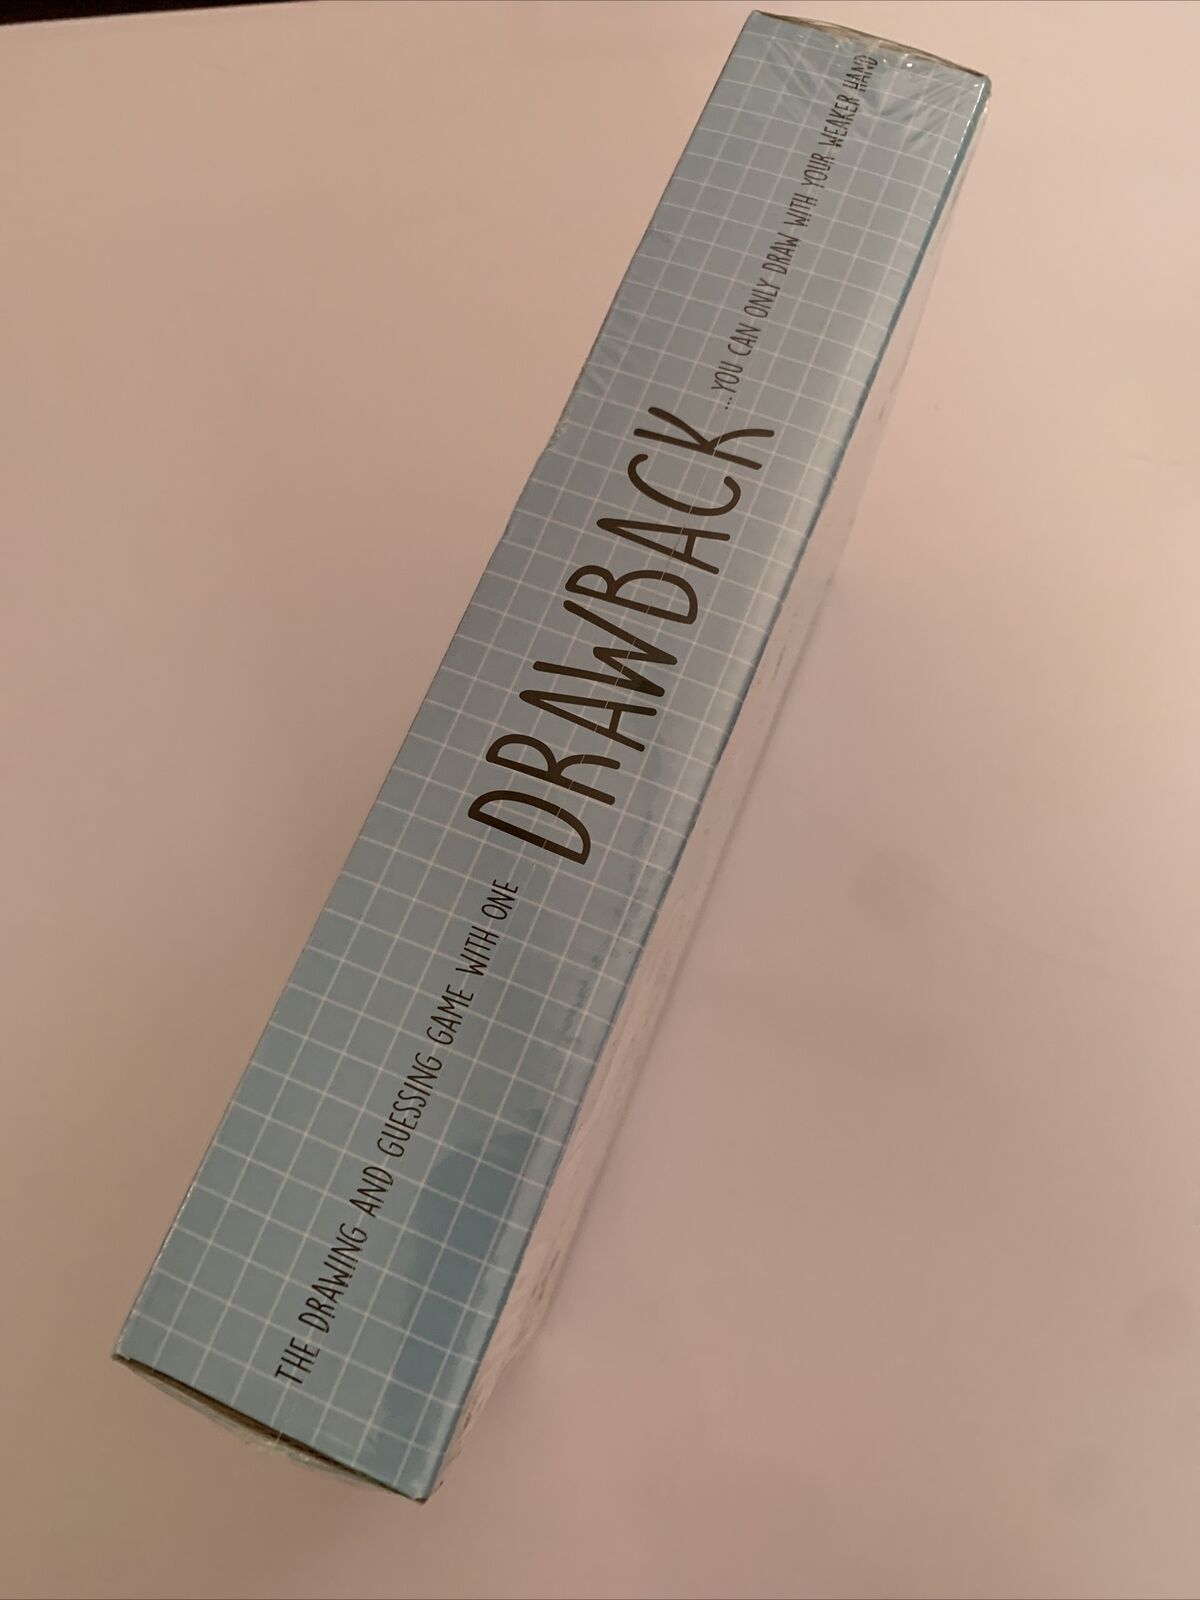 THE DRAWING AND GUESSING GAME WITH ONE DRAWBACK ...YOU CAN ONLY DRAW WITH YOUR WEAKER HAND